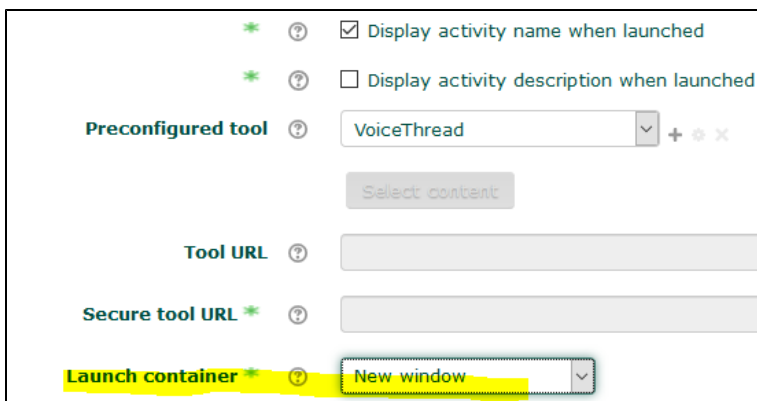 * Display activity name when launched
* Display activity description when launched
Preconfigured tool VoiceThread
Select content
Tool URL
Secure tool URL *
Launch container * New window